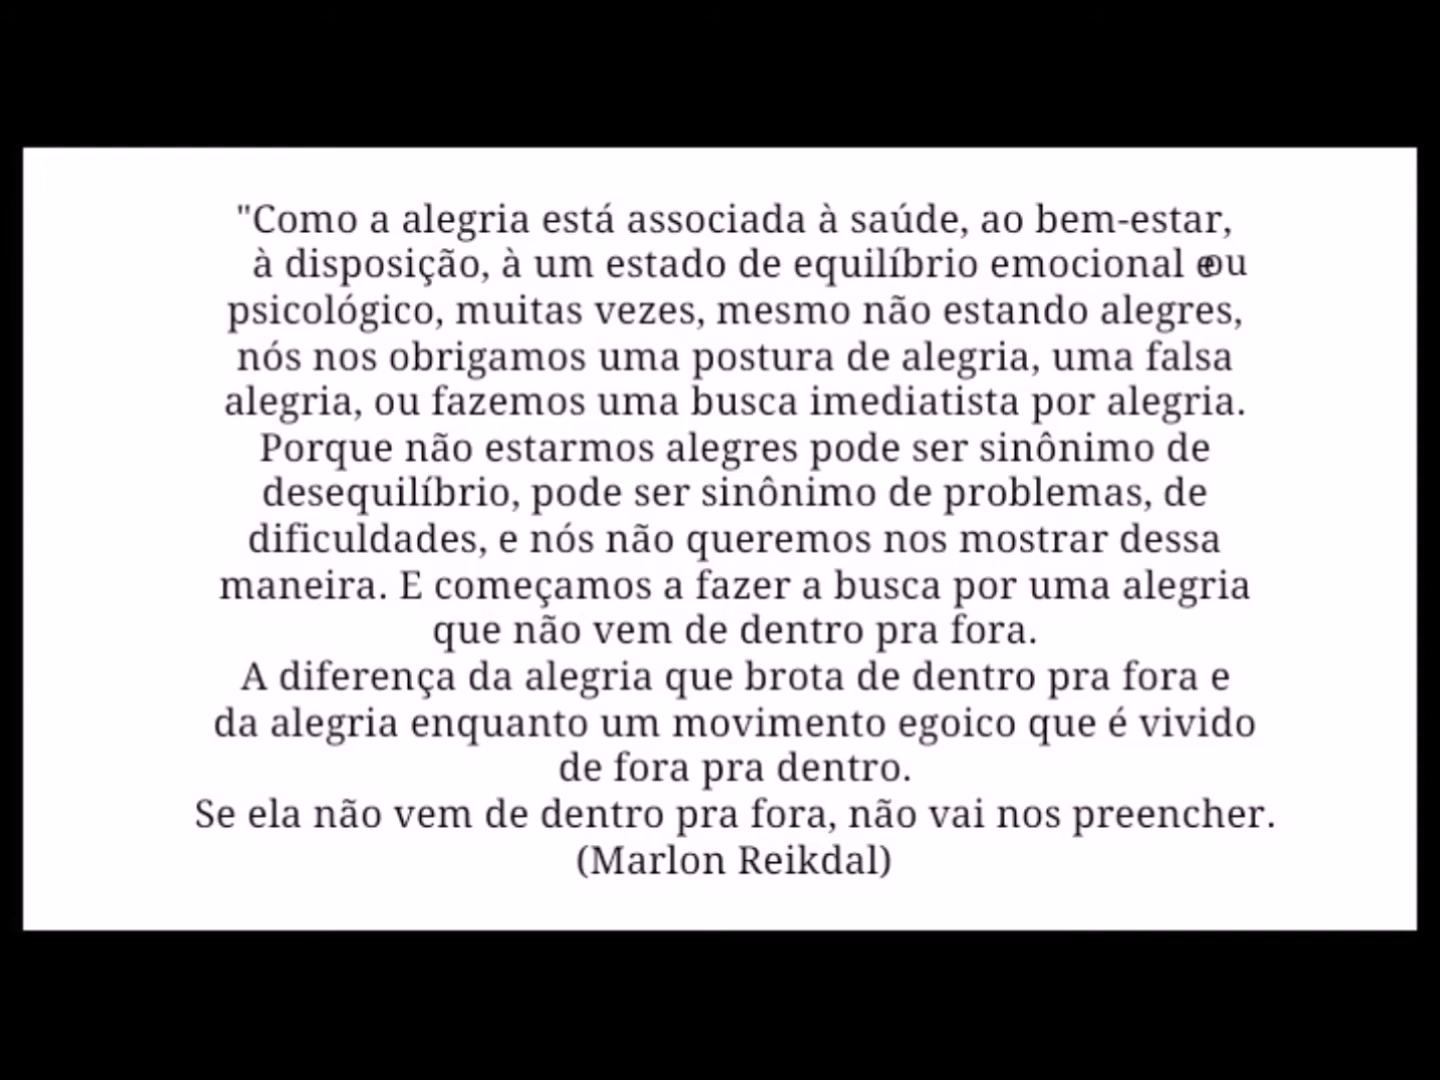 "Como a alegria está associada à saúde, ao bem-estar,
à disposição, à um estado de equilíbrio emocional ou
psicológico, muitas vezes, mesmo não estando alegres,
nós nos obrigamos uma postura de alegria, uma falsa
alegria, ou fazemos uma busca imediatista por alegria.
Porque não estarmos alegres pode ser sinônimo de
desequilíbrio, pode ser sinônimo de problemas, de
dificuldades, e nós não queremos nos mostrar dessa
maneira. E começamos a fazer a busca por uma alegria
que não vem de dentro pra fora.
A diferença da alegria que brota de dentro pra fora e
da alegria enquanto um movimento egoico que é vivido
de fora pra dentro.
Se ela não vem de dentro pra fora, não vai nos preencher.
(Marlon Reikdal)